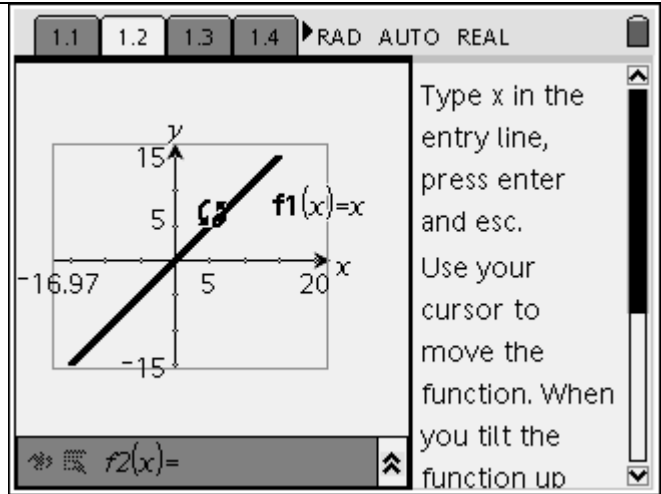 1.1 1.2 1.3 1.4 RAD AUTO REAL
y
15
5
f1(x)=x
-16.97
5
20
x
-15
f2(x)=
Type x in the
entry line,
press enter
and esc.
Use your
cursor to
move the
function. When
you tilt the
function up